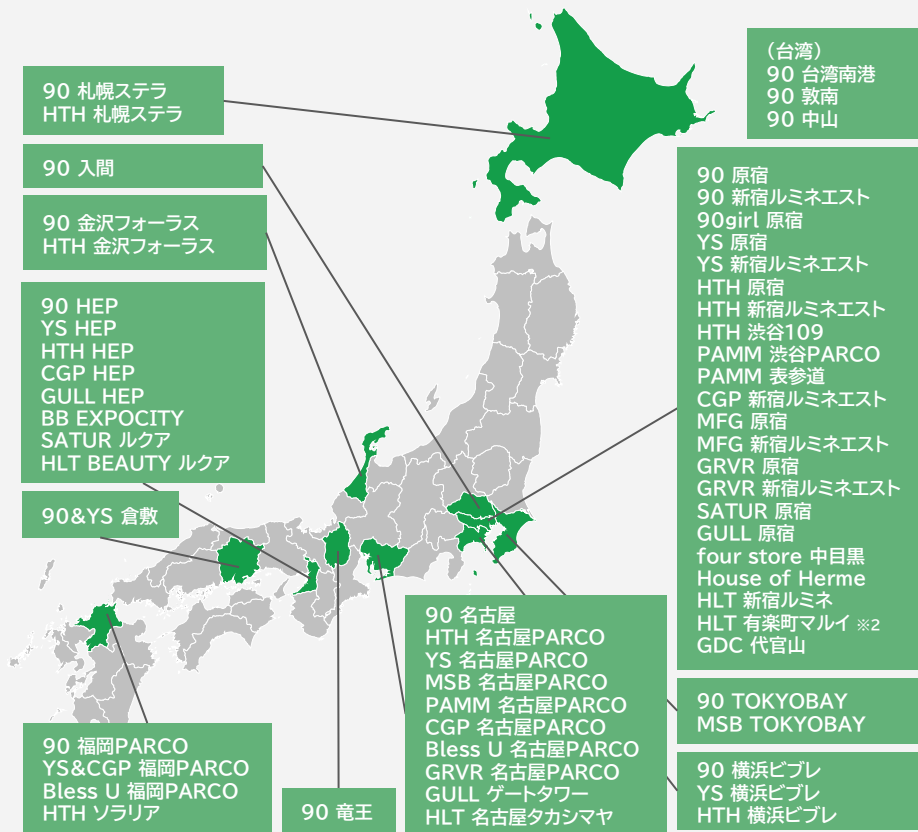 90 札幌ステラ
HTH 札幌ステラ
90 入間
90 金沢フォーラス
HTH 金沢フォーラス
90 HEP
YS HEP
HTH HEP
CGP HEP
GULL HEP
BB EXPOCITY
SATUR ルクア
HLT BEAUTY ルクア
90&YS 倉敷
90 福岡PARCO
YS&CGP 福岡PARCO
Bless U 福岡PARCO
HTH ソラリア
90 竜王
90 名古屋
HTH 名古屋PARCO
YS 名古屋PARCO
MSB 名古屋PARCO
PAMM 名古屋PARCO
CGP 名古屋PARCO
Bless U 名古屋PARCO
GRVR 名古屋PARCO
GULL ゲートタワー
HLT 名古屋タカシマヤ
(台湾)
90 台湾南港
90 敦南
90 中山
90 原宿
90 新宿ルミネエスト
90girl 原宿
YS 原宿
YS 新宿ルミネエスト
HTH 原宿
HTH 新宿ルミネエスト
HTH 渋谷109
PAMM 渋谷PARCO
PAMM 表参道
CGP 新宿ルミネエスト
MFG 原宿
MFG 新宿ルミネエスト
GRVR 原宿
GRVR 新宿ルミネエスト
SATUR 原宿
GULL 原宿
four store 中目黒
House of Herme
HLT 新宿ルミネ
HLT 有楽町マルイ ※2
GDC 代官山
90 TOKYOBAY
MSB TOKYOBAY
90 横浜ビブレ
YS 横浜ビブレ
HTH 横浜ビブレ